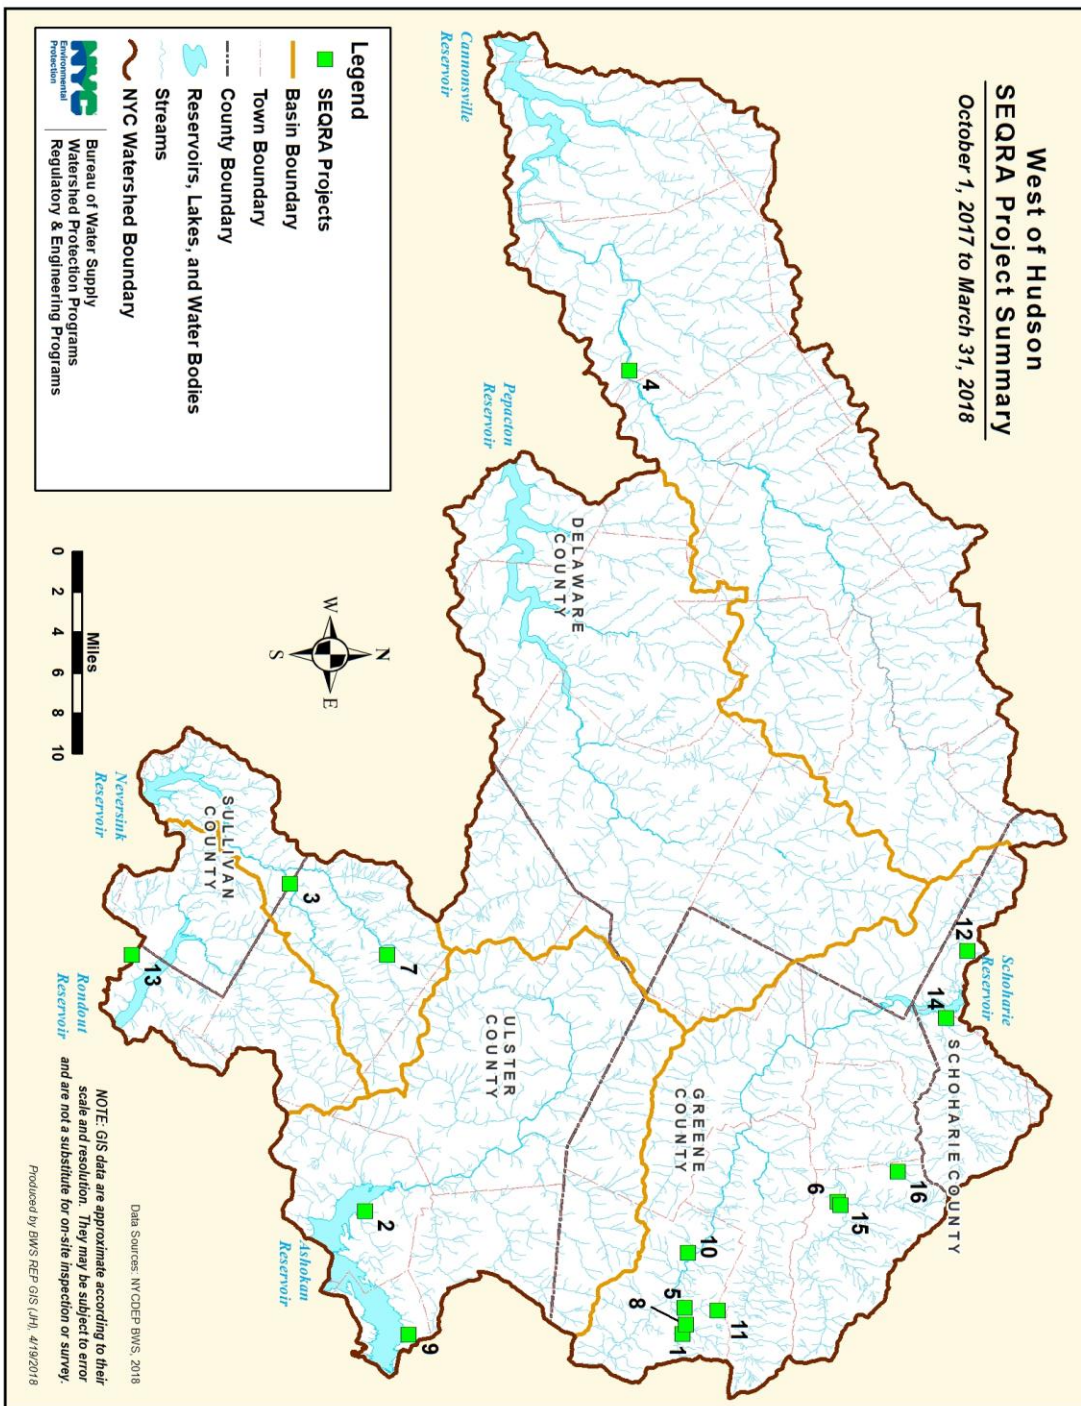 West of Hudson
SEQRA Project Summary
October 1, 2017 to March 31, 2018
Cannonsville
Reservoir
Pepacton
Reservoir
DELAWARE
COUNTY
Schoharie
Reservoir
SCHOHARIE COUNTY
GREENE
COUNTY
ULSTER
COUNTY
SULLIVAN
COUNTY
Neversink
Reservoir
Rondout
Reservoir
Ashokan
Reservoir
4
12
14
16
6
15
10
11
5
8
1
7
3
13
2
9
Legend
SEQRA Projects
Basin Boundary
Town Boundary
County Boundary
Reservoirs, Lakes, and Water Bodies
Streams
NYC Watershed Boundary
NYC
Environmental
Protection
Bureau of Water Supply
Watershed Protection Programs
Regulatory & Engineering Programs
N
W
E
S
0 2 4 6 8 10
Miles
Data Sources: NYCDEP BWS, 2018
NOTE: GIS data are approximate according to their
scale and resolution. They may be subject to error
and are not a substitute for on-site inspection or survey.
Produced by BWS REP GIS (JH), 4/19/2018